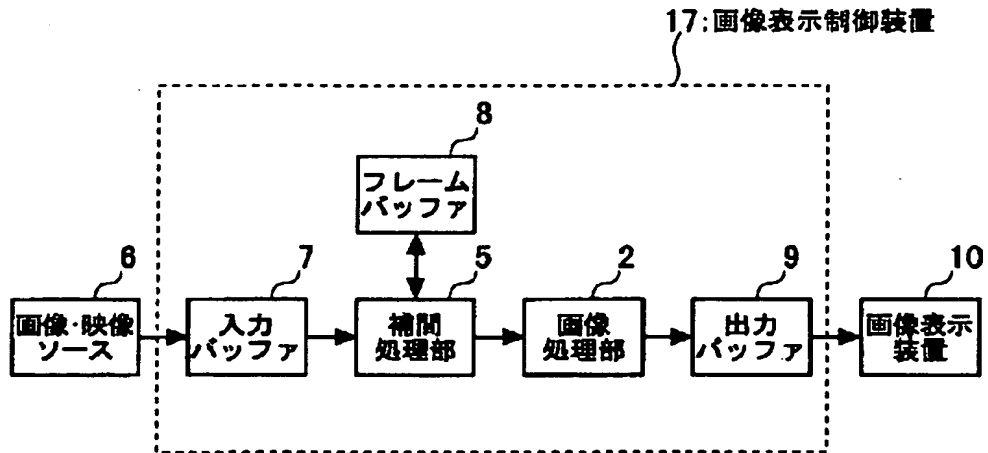 17;画像表示制御装置
8
フレーム
バッファ
6
7
5
2
9
10
画像・映像
ソース
入力
バッファ
補間
処理部
画像
処理部
出力
バッファ
画像表示
装置